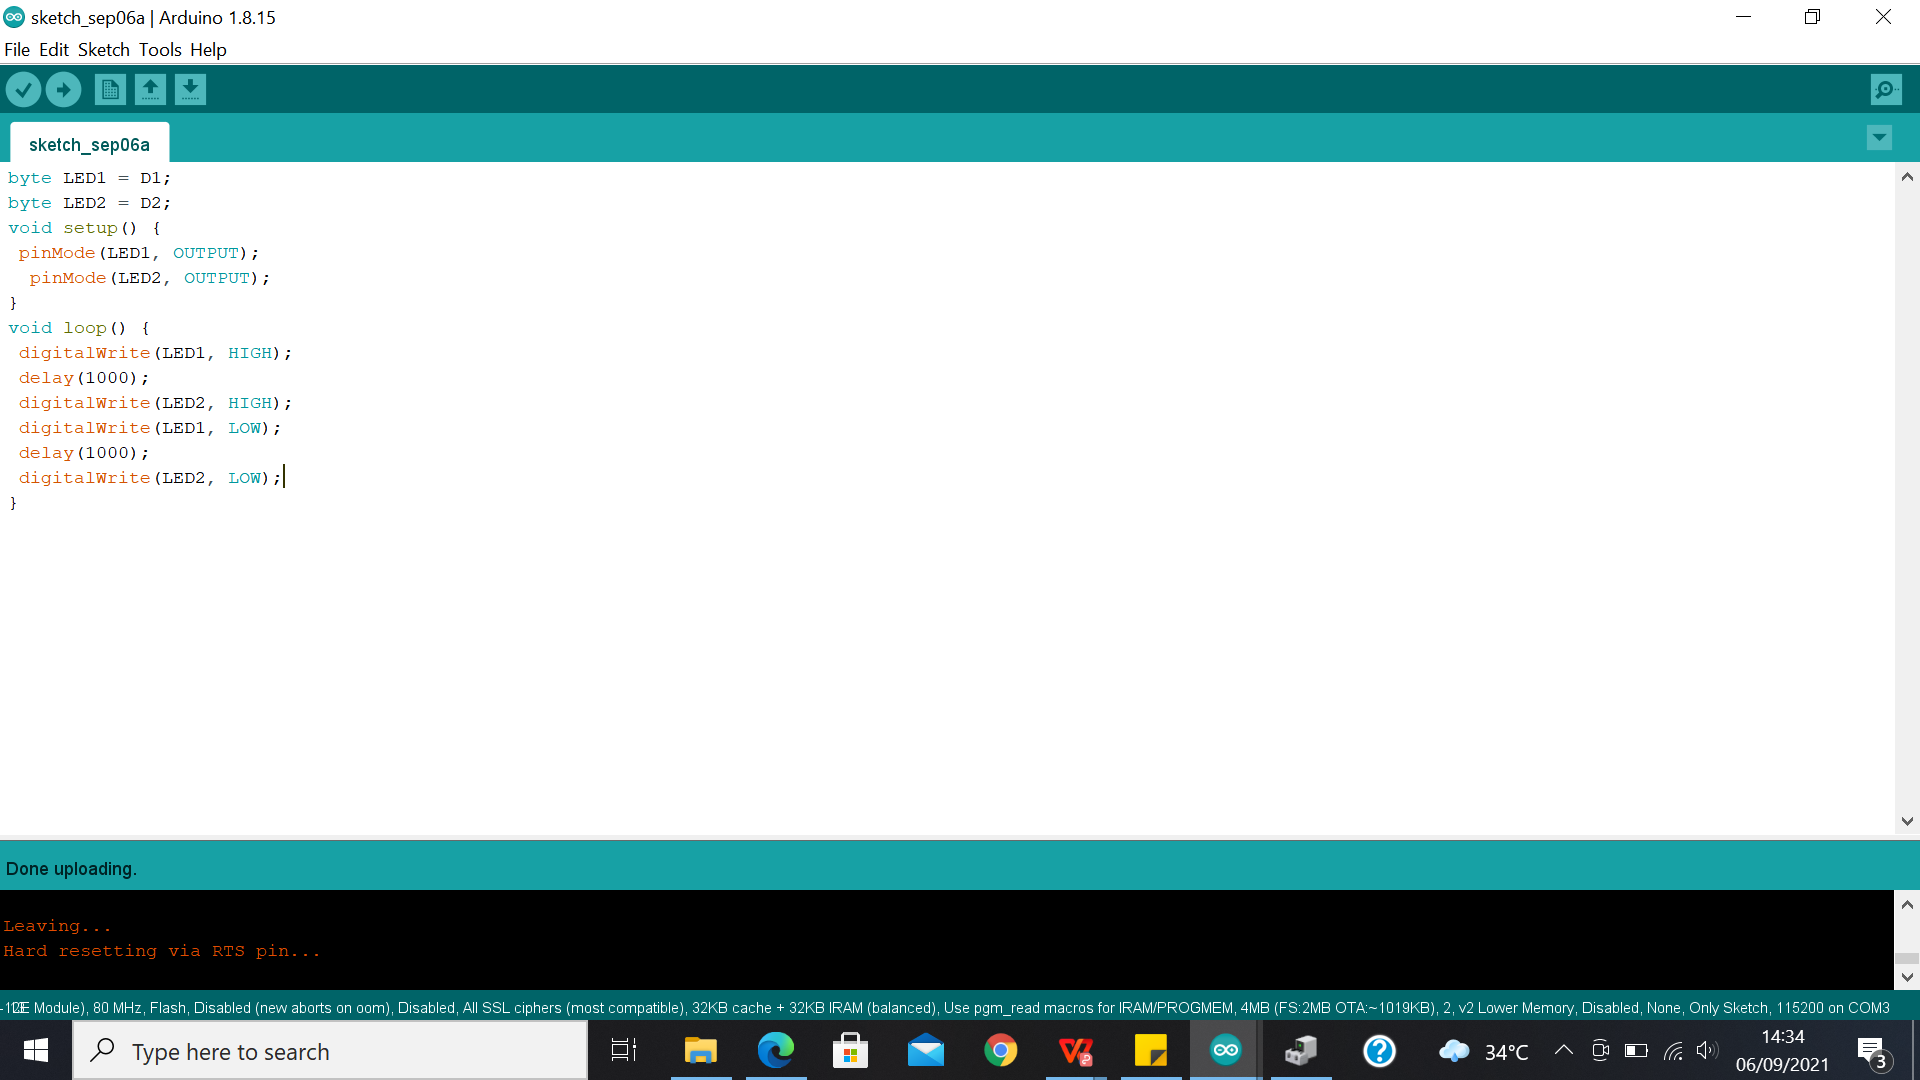 sketch_sep06a | Arduino 1.8.15
File Edit Sketch Tools Help
sketch_sep06a
byte LED1 = D1;
byte LED2 = D2;
void setup() {
 pinMode(LED1, OUTPUT);
  pinMode(LED2, OUTPUT);
}
void loop() {
 digitalWrite(LED1, HIGH);
 delay(1000);
 digitalWrite(LED2, HIGH);
 digitalWrite(LED1, LOW);
 delay(1000);
 digitalWrite(LED2, LOW);
}
Done uploading.
Leaving...
Hard resetting via RTS pin...
Module), 80 MHz, Flash, Disabled (new aborts on oom), Disabled, All SSL ciphers (most compatible), 32KB cache + 32KB IRAM (balanced), Use pgm_read macros for IRAM/PROGMEM, 4MB (FS:2MB OTA:~1019KB), 2, v2 Lower Memory, Disabled, None, Only Sketch, 115200 on COM3
Type here to search
34°C
14:34
06/09/2021
3